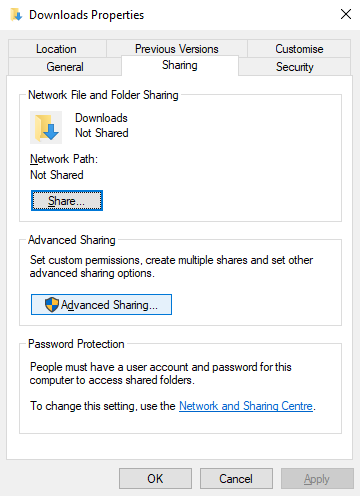 Downloads Properties
Location
Previous Versions
Customise
General
Sharing
Security
Network File and Folder Sharing
Downloads
Not Shared
Network Path:
Not Shared
Share...
Advanced Sharing
Set custom permissions, create multiple shares and set other
advanced sharing options.
Advanced Sharing...
Password Protection
People must have a user account and password for this
computer to access shared folders.
To change this setting, use the Network and Sharing Centre.
OK
Cancel
Apply